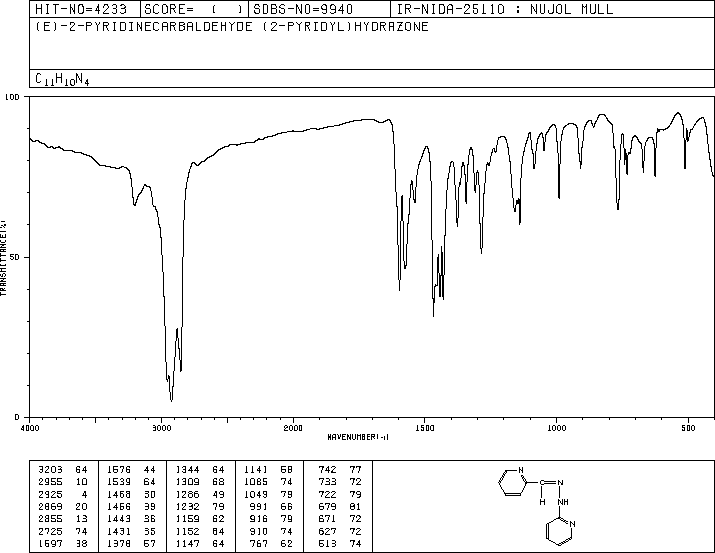 HIT-NO=4233 SCORE= ( ) SDBS-NO=9940 IR-NIDA-25110 : NUJOL MULL
(E)-2-PYRIDINECARBALDEHYDE (2-PYRIDYL)HYDRAZONE
C11H10N4
100
50
0
TRANSMITTANCE(%)
4000 3000 2000 1500 1000 500
WAVENUMBER(-1)
3203 64 1576 44 1344 64 1141 58 742 77
2955 10 1539 64 1309 68 1085 74 733 72
2925 4 1468 30 1286 49 1049 79 722 79
2869 20 1456 39 1232 79 991 66 679 81
2855 13 1443 36 1159 62 916 79 671 72
2725 74 1431 35 1152 64 910 74 627 72
1597 38 1378 57 1147 64 767 62 513 74
N
C N
H NH
N